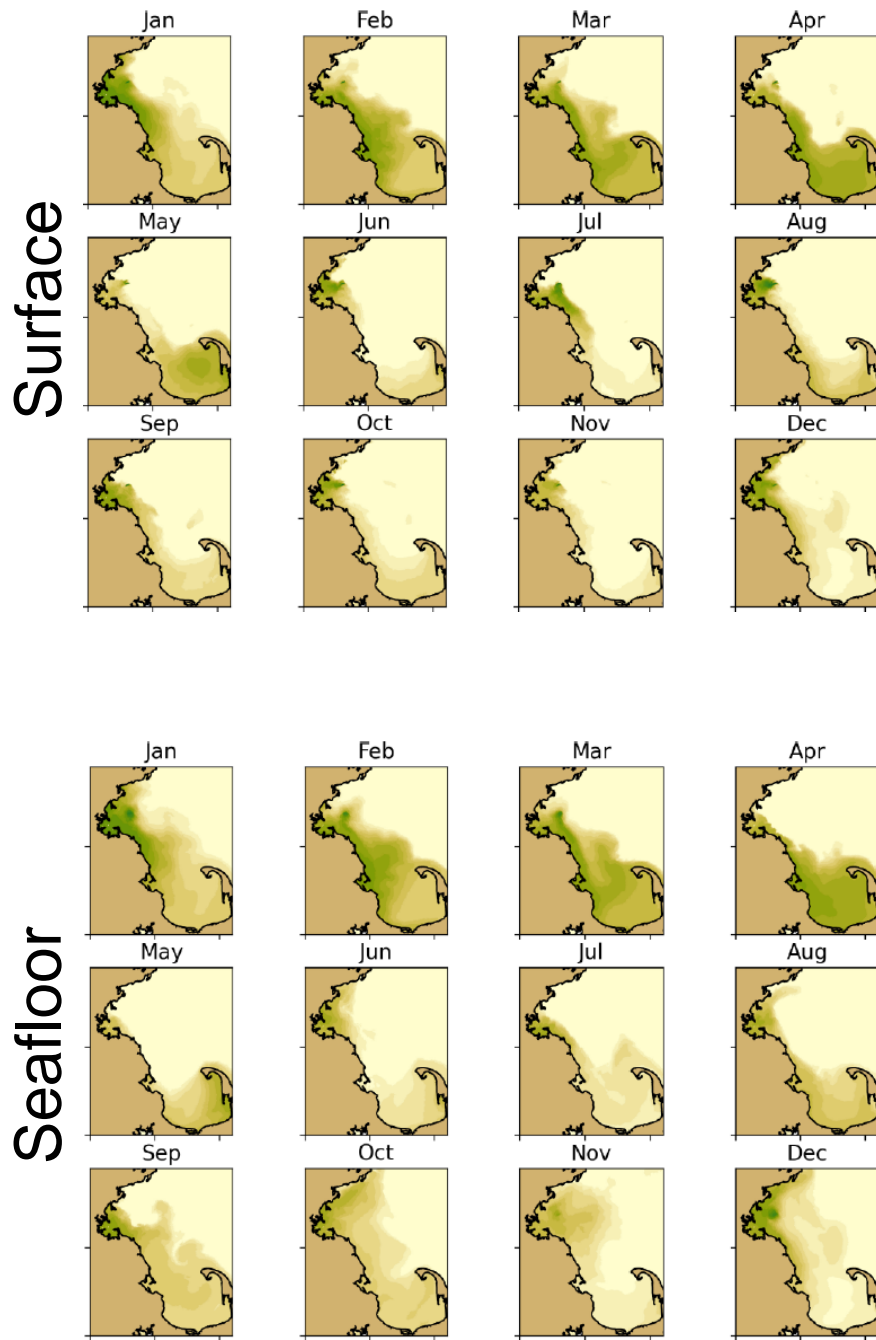 Surface
Jan Feb Mar Apr
May Jun Jul Aug
Sep Oct Nov Dec
Seafloor
Jan Feb Mar Apr
May Jun Jul Aug
Sep Oct Nov Dec